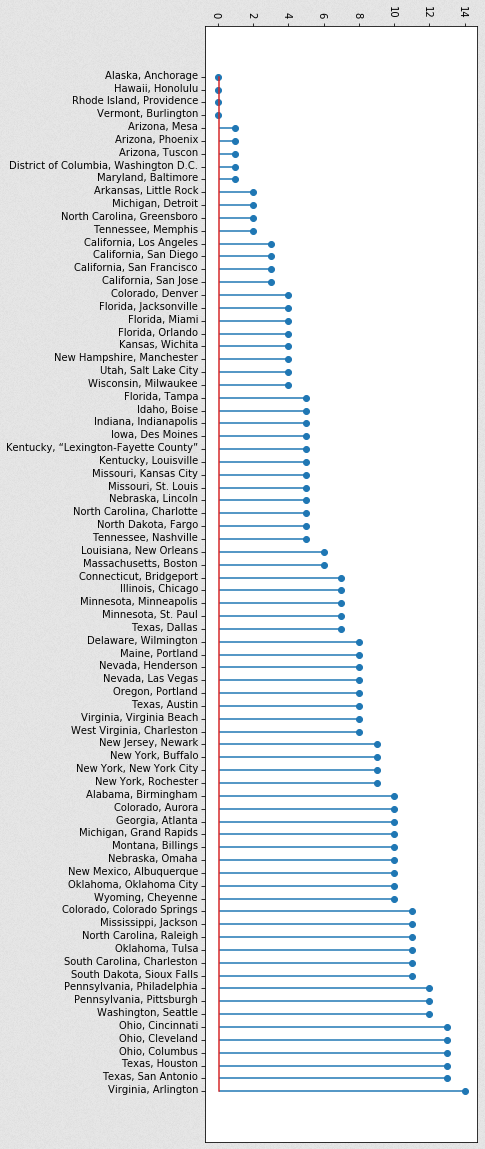 0 2 4 6 8 10 12 14
Alaska, Anchorage
Hawaii, Honolulu
Rhode Island, Providence
Vermont, Burlington
Arizona, Mesa
Arizona, Phoenix
Arizona, Tuscon
District of Columbia, Washington D.C.
Maryland, Baltimore
Arkansas, Little Rock
Michigan, Detroit
North Carolina, Greensboro
Tennessee, Memphis
California, Los Angeles
California, San Diego
California, San Francisco
California, San Jose
Colorado, Denver
Florida, Jacksonville
Florida, Miami
Florida, Orlando
Kansas, Wichita
New Hampshire, Manchester
Utah, Salt Lake City
Wisconsin, Milwaukee
Florida, Tampa
Idaho, Boise
Indiana, Indianapolis
Iowa, Des Moines
Kentucky, “Lexington-Fayette County”
Kentucky, Louisville
Missouri, Kansas City
Missouri, St. Louis
Nebraska, Lincoln
North Carolina, Charlotte
North Dakota, Fargo
Tennessee, Nashville
Louisiana, New Orleans
Massachusetts, Boston
Connecticut, Bridgeport
Illinois, Chicago
Minnesota, Minneapolis
Minnesota, St. Paul
Texas, Dallas
Delaware, Wilmington
Maine, Portland
Nevada, Henderson
Nevada, Las Vegas
Oregon, Portland
Texas, Austin
Virginia, Virginia Beach
West Virginia, Charleston
New Jersey, Newark
New York, Buffalo
New York, New York City
New York, Rochester
Alabama, Birmingham
Colorado, Aurora
Georgia, Atlanta
Michigan, Grand Rapids
Montana, Billings
Nebraska, Omaha
New Mexico, Albuquerque
Oklahoma, Oklahoma City
Wyoming, Cheyenne
Colorado, Colorado Springs
Mississippi, Jackson
North Carolina, Raleigh
Oklahoma, Tulsa
South Carolina, Charleston
South Dakota, Sioux Falls
Pennsylvania, Philadelphia
Pennsylvania, Pittsburgh
Washington, Seattle
Ohio, Cincinnati
Ohio, Cleveland
Ohio, Columbus
Texas, Houston
Texas, San Antonio
Virginia, Arlington